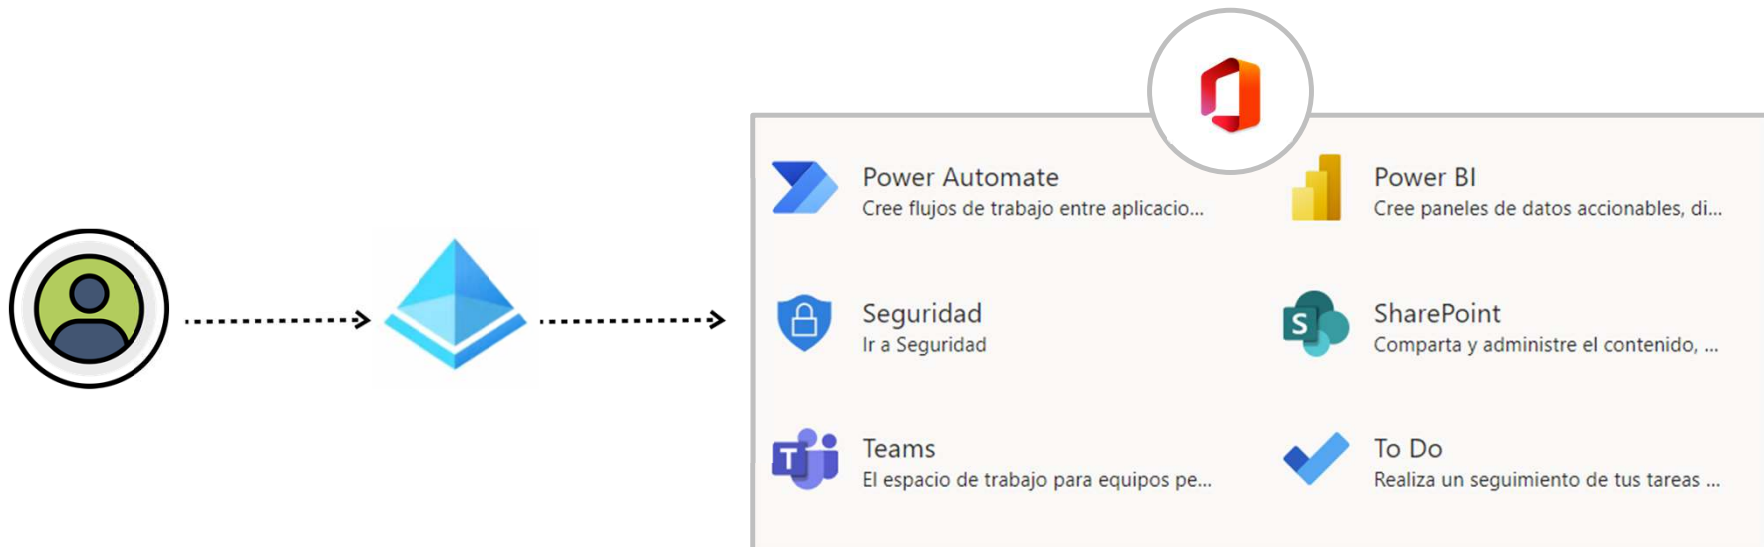 Power Automate
Cree flujos de trabajo entre aplicacio...
Power BI
Cree paneles de datos accionables, di...
Seguridad
Ir a Seguridad
S
SharePoint
Comparta y administre el contenido, ...
T
Teams
El espacio de trabajo para equipos pe...
To Do
Realiza un seguimiento de tus tareas ...